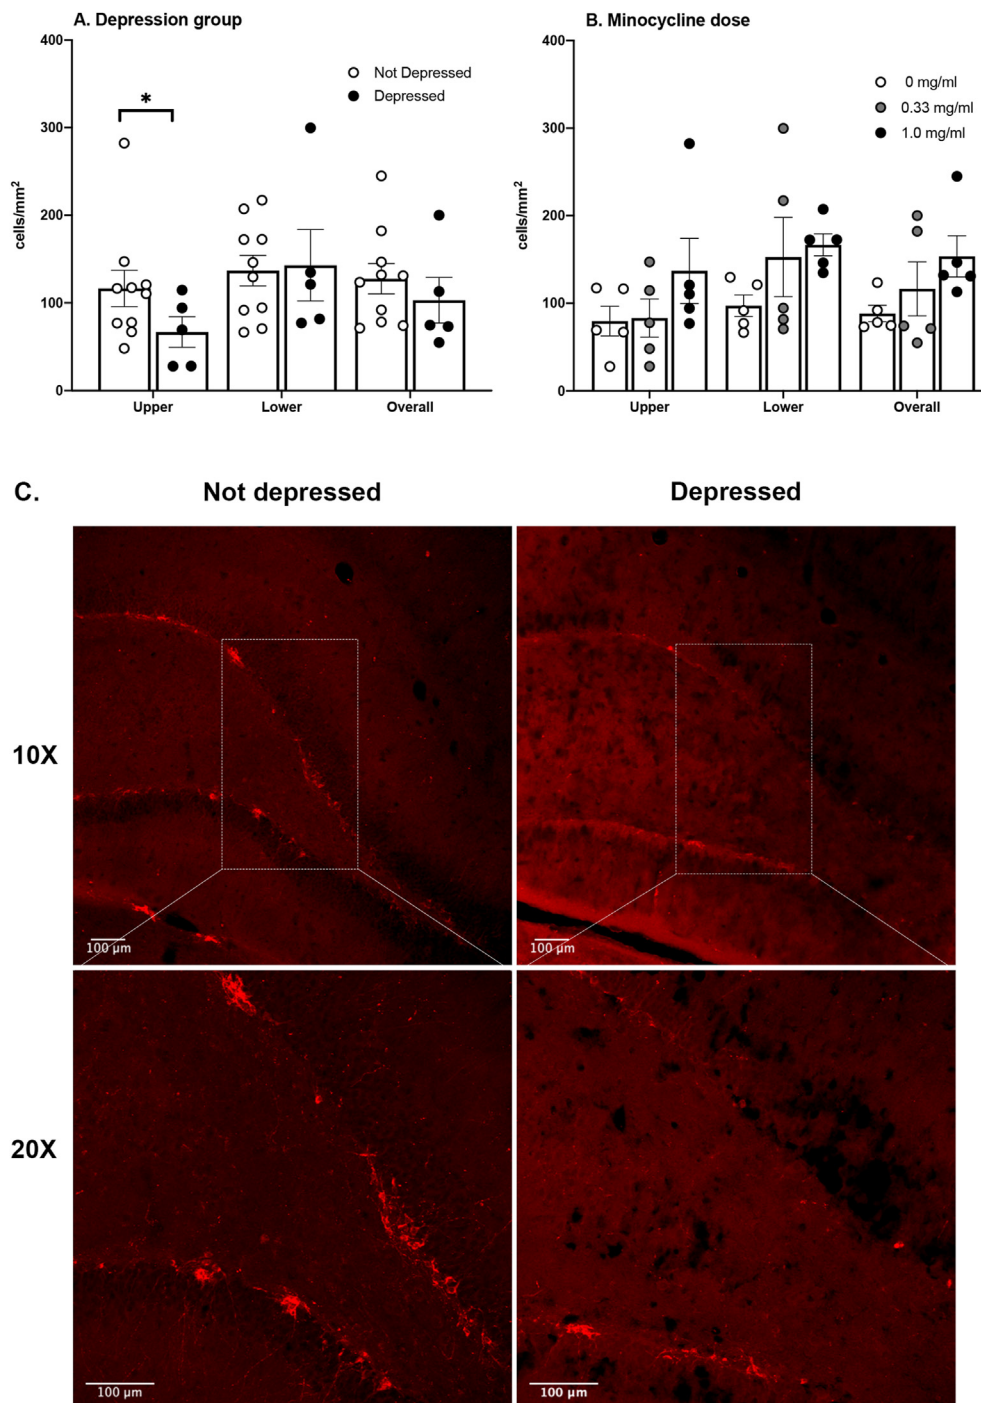 A. Depression group
400
300
200
100
0
cells/mm²
Not Depressed
Depressed
*
Upper
Lower
Overall
B. Minocycline dose
400
300
200
100
0
cells/mm²
0 mg/ml
0.33 mg/ml
1.0 mg/ml
Upper
Lower
Overall
C.
Not depressed
Depressed
10X
100 μm
100 μm
20X
100 μm
100 μm